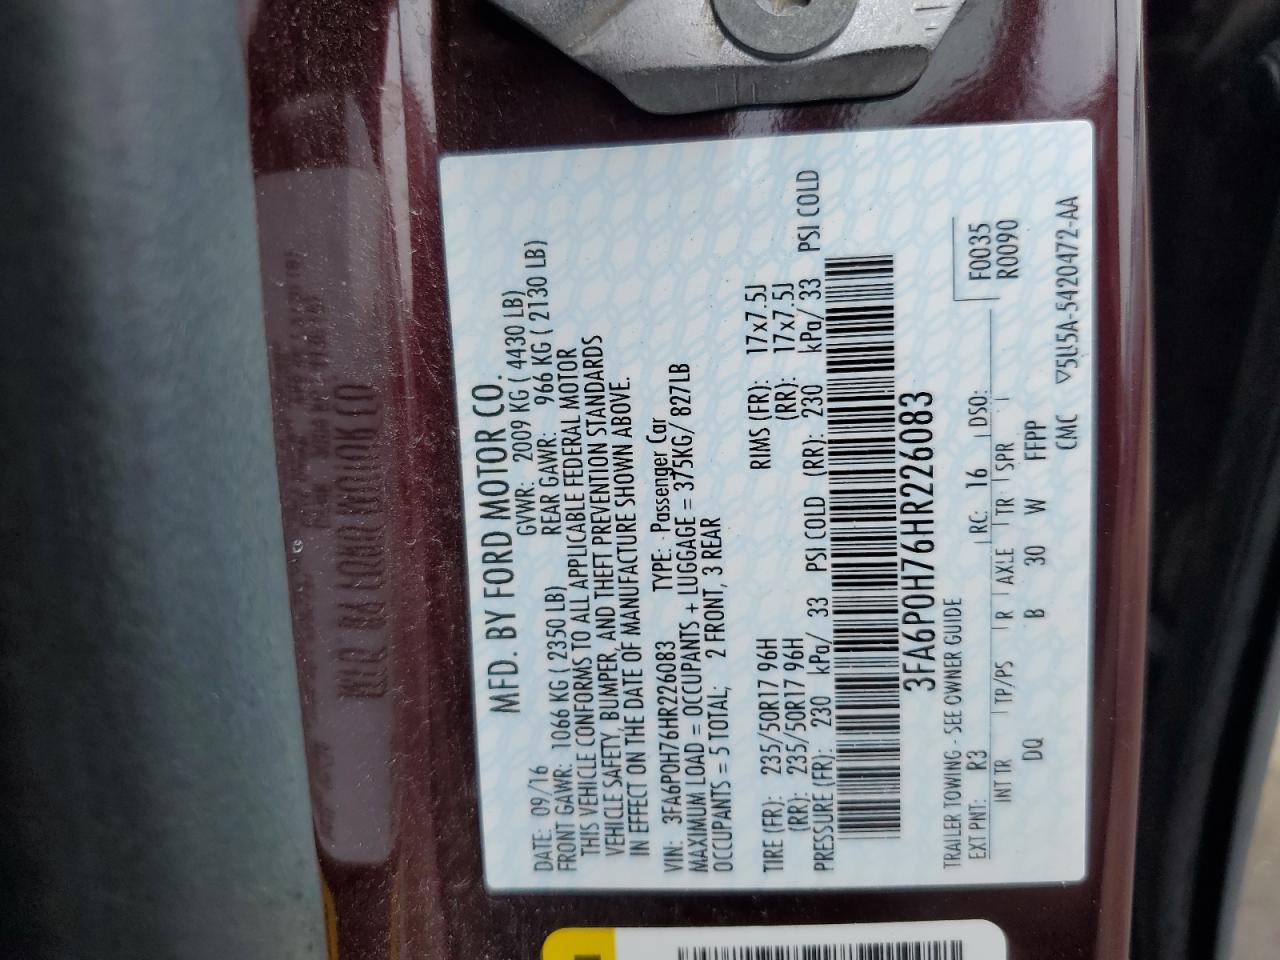 MFD. BY FORD MOTOR CO.
DATE: 09/16 GVWR: 2009 KG ( 4430 LB)
FRONT GAWR: 1066 KG ( 2350 LB) REAR GAWR: 966 KG ( 2130 LB)
THIS VEHICLE CONFORMS TO ALL APPLICABLE FEDERAL MOTOR
VEHICLE SAFETY, BUMPER, AND THEFT PREVENTION STANDARDS
IN EFFECT ON THE DATE OF MANUFACTURE SHOWN ABOVE.
VIN: 3FA6P0H76HR226083 TYPE: Passenger Car
MAXIMUM LOAD = OCCUPANTS + LUGGAGE = 375KG/ 827LB
OCCUPANTS = 5 TOTAL, 2 FRONT, 3 REAR
TIRE (FR): 235/50R17 96H RIMS (FR): 17x7.5J
(RR): 235/50R17 96H (RR): 17x7.5J
PRESSURE (FR): 230 kPa/ 33 PSI COLD (RR): 230 kPa/ 33 PSI COLD
3FA6P0H76HR226083
TRAILER TOWING - SEE OWNER GUIDE
EXT PNT: R3 RC: 16 DSO: F0035
INT TR TP/PS R AXLE TR SPR R0090
DQ B 30 W FPP
CMC ▽5U5A-5420472-AA